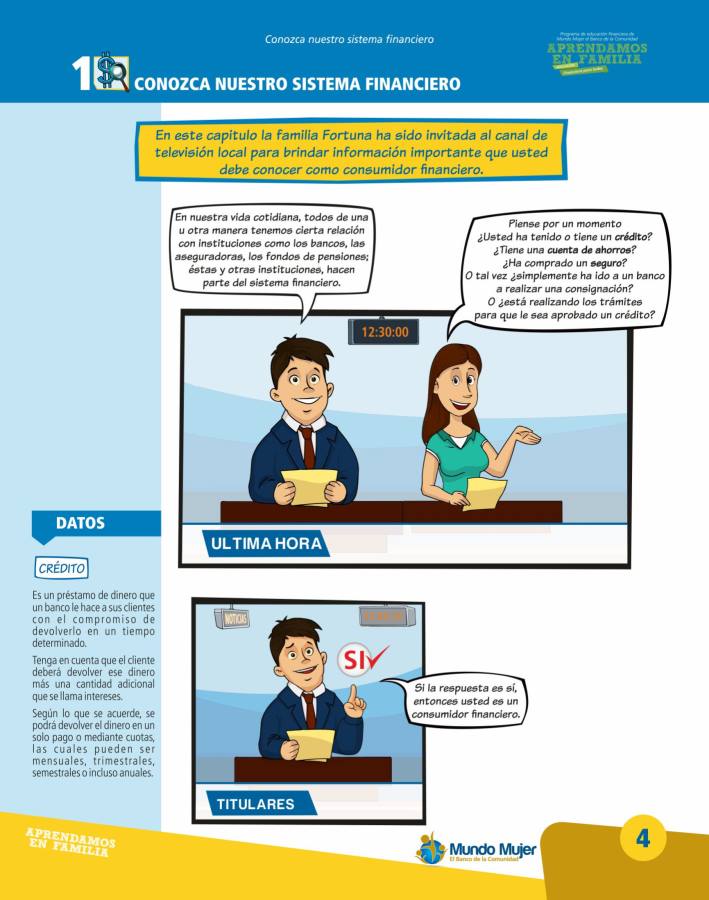 Conozca nuestro sistema financiero
Programa de educación financiera de
Mundo Mujer el Banco de la Comunidad
APRENDAMOS
EN FAMILIA
1 CONOZCA NUESTRO SISTEMA FINANCIERO
En este capitulo la familia Fortuna ha sido invitada al canal de
televisión local para brindar información importante que usted
debe conocer como consumidor financiero.
En nuestra vida cotidiana, todos de una
u otra manera tenemos cierta relación
con instituciones como los bancos, las
aseguradoras, los fondos de pensiones;
éstas y otras instituciones, hacen
parte del sistema financiero.
Piense por un momento
¿Usted ha tenido o tiene un crédito?
¿Tiene una cuenta de ahorros?
¿Ha comprado un seguro?
O tal vez ¿simplemente ha ido a un banco
a realizar una consignación?
O ¿está realizando los trámites
para que le sea aprobado un crédito?
12:30:00
ULTIMA HORA
DATOS
CRÉDITO
Es un préstamo de dinero que
un banco le hace a sus clientes
con el compromiso de
devolverlo en un tiempo
determinado.
Tenga en cuenta que el cliente
deberá devolver ese dinero
más una cantidad adicional
que se llama intereses.
Según lo que se acuerde, se
podrá devolver el dinero en un
solo pago o mediante cuotas,
las cuales pueden ser
mensuales, trimestrales,
semestrales o incluso anuales.
NOTICIAS
SI
Si la respuesta es sí,
entonces usted es un
consumidor financiero.
TITULARES
APRENDAMOS
EN FAMILIA
Mundo Mujer
El Banco de la Comunidad
4